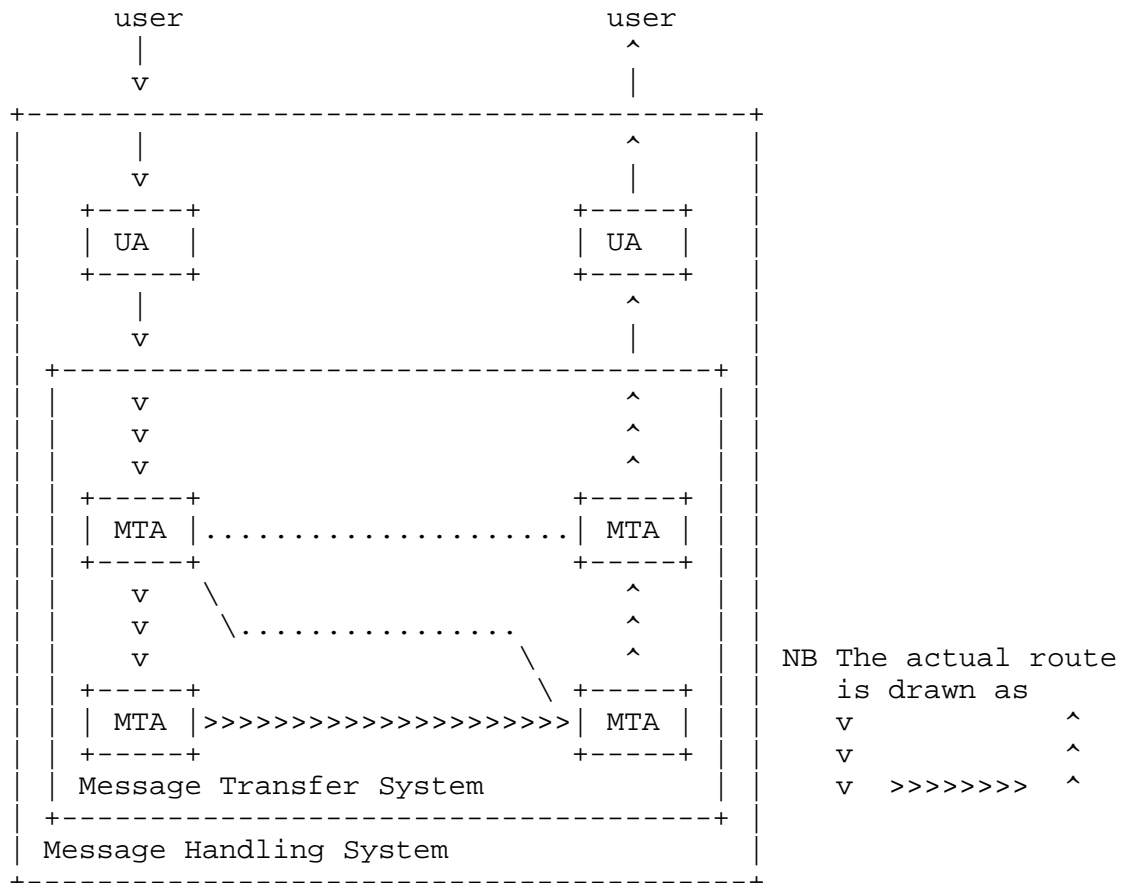 user                              user
|                                 ^
v                                 |
+-----------------------------------------+
|       |                                 ^       |
|       v                                 |       |
|    +-----+                           +-----+    |
|    | UA  |                           | UA  |    |
|    +-----+                           +-----+    |
|       |                                 ^       |
|       v                                 |       |
|  +-------------------------------------+  |
|  |    v                                 ^    |  |
|  |    v                                 ^    |  |
|  |    v                                 ^    |  |
|  | +-----+                           +-----+ |  |
|  | | MTA |.....................| MTA | |  |
|  | +-----+                           +-----+ |  |
|  |    v    \                            ^    |  |
|  |    v     \................           ^    |  |
|  |    v                      \          ^    |  | NB The actual route
|  | +-----+                    \      +-----+ |  | is drawn as
|  | | MTA |>>>>>>>>>>>>>>>>>>>>>| MTA | |  | v               ^
|  | +-----+                           +-----+ |  | v               ^
|  | Message Transfer System                   |  | v  >>>>>>>>  ^
|  +-------------------------------------+  |
| Message Handling System                         |
+-----------------------------------------+